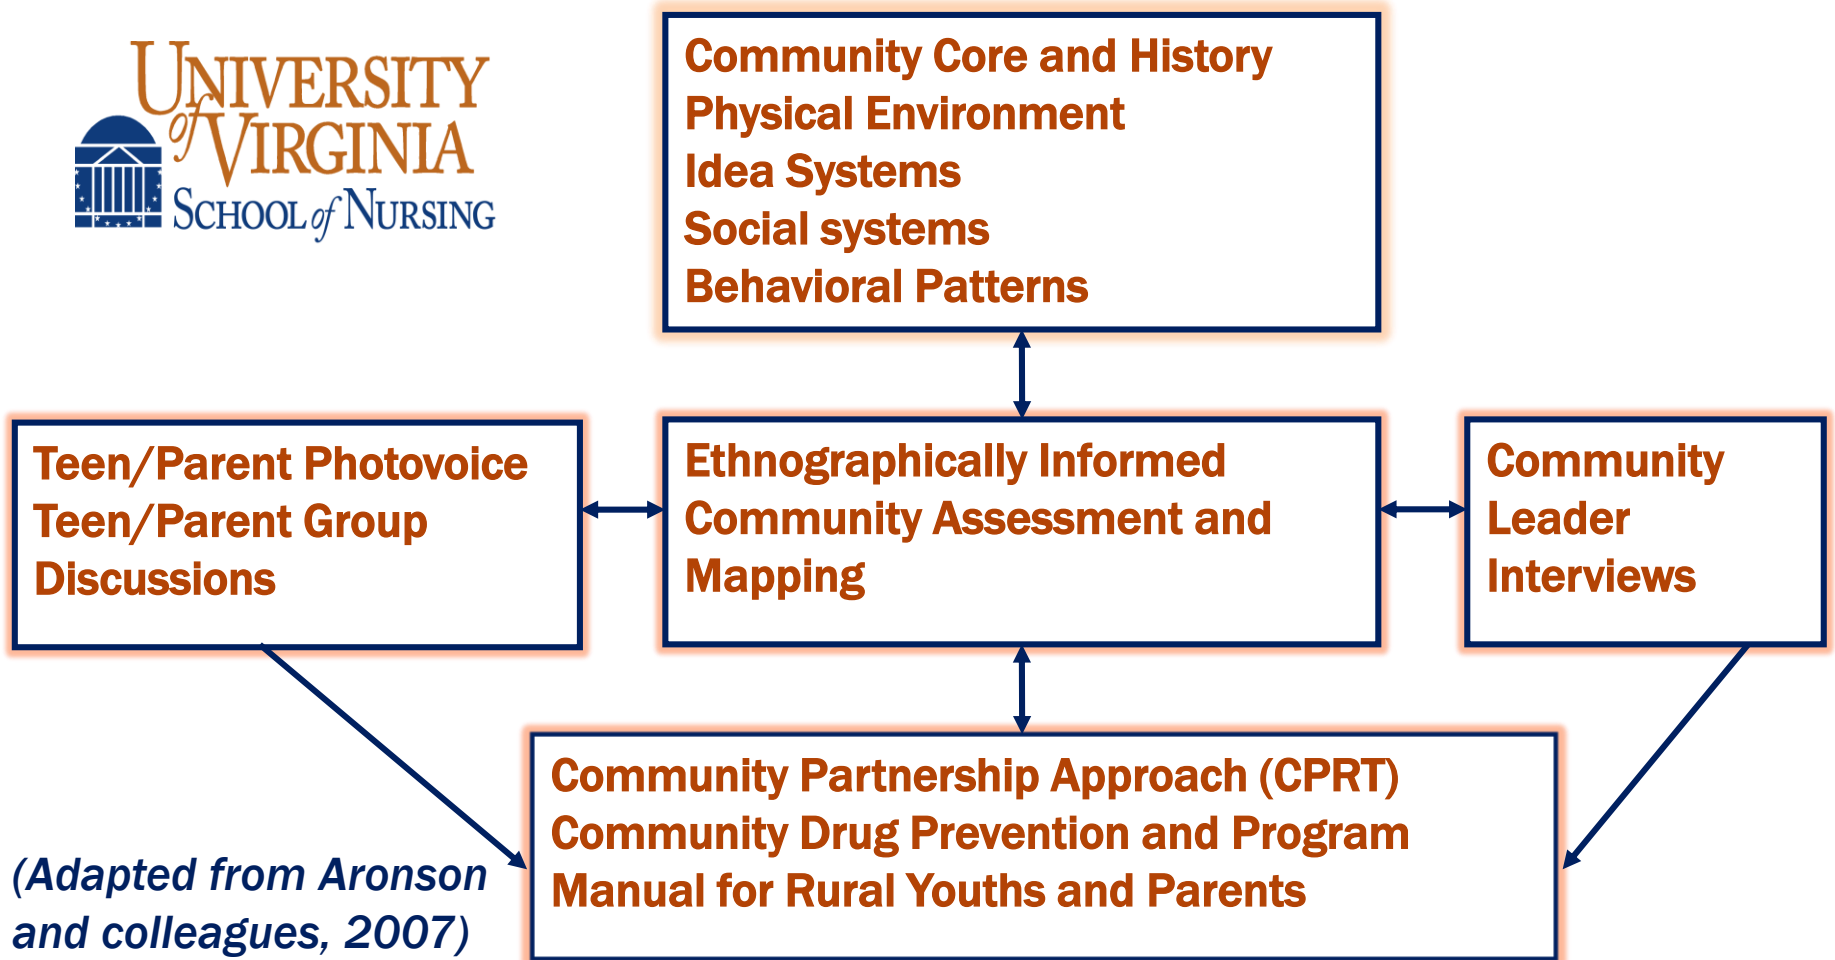 UNIVERSITY
of VIRGINIA
SCHOOL of NURSING
Community Core and History
Physical Environment
Idea Systems
Social systems
Behavioral Patterns
Teen/Parent Photovoice
Teen/Parent Group
Discussions
Ethnographically Informed
Community Assessment and
Mapping
Community
Leader
Interviews
Community Partnership Approach (CPRT)
Community Drug Prevention and Program
Manual for Rural Youths and Parents
(Adapted from Aronson
and colleagues, 2007)